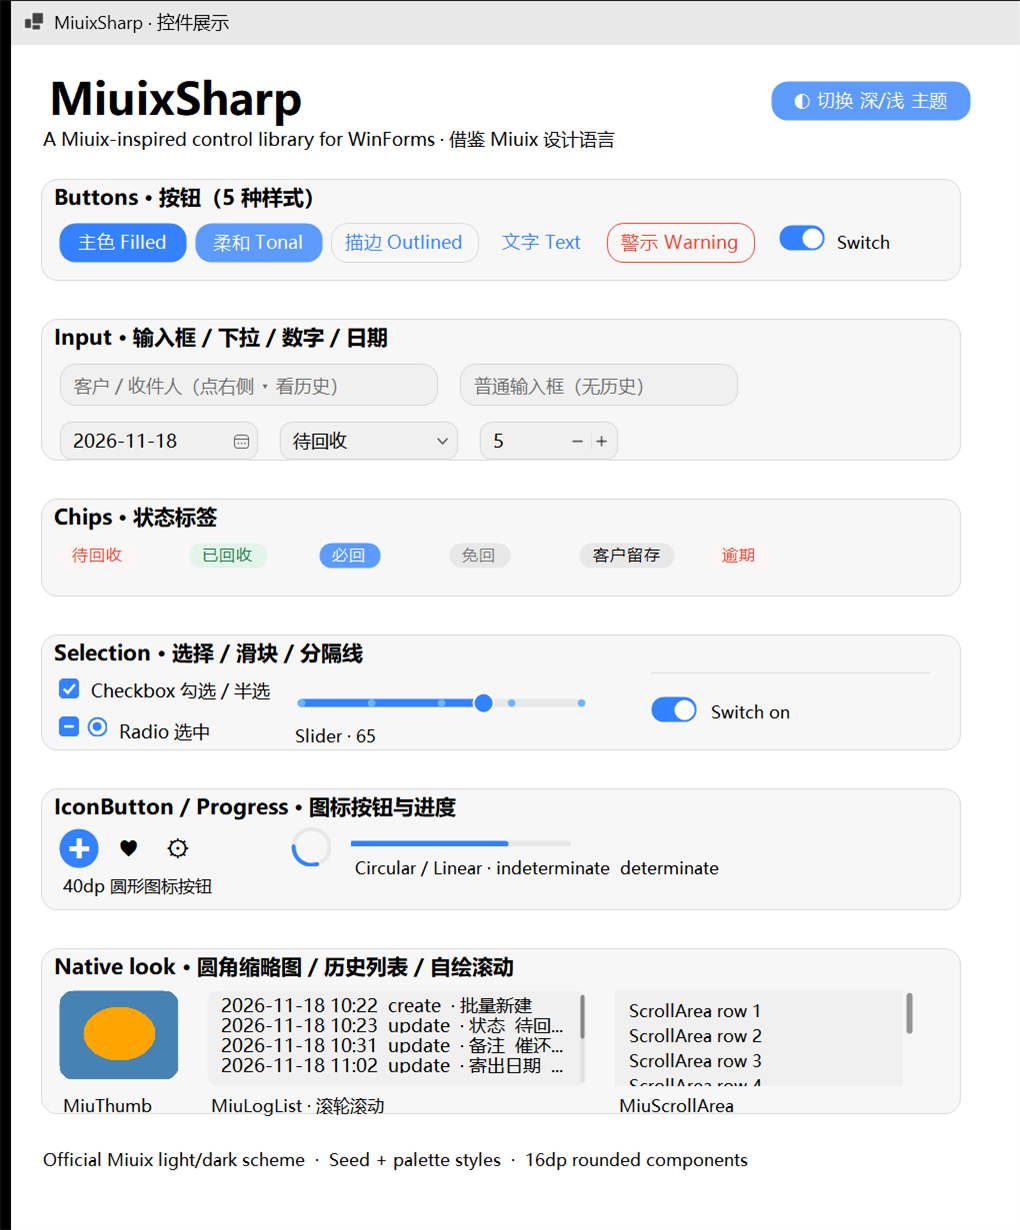 MiuixSharp · 控件展示
MiuixSharp
◐ 切换 深/浅 主题
A Miuix-inspired control library for WinForms · 借鉴 Miuix 设计语言
Buttons • 按钮（5 种样式）
主色 Filled
柔和 Tonal
描边 Outlined
文字 Text
警示 Warning
Switch
Input • 输入框 / 下拉 / 数字 / 日期
客户 / 收件人（点右侧 ▾ 看历史）
普通输入框（无历史）
2026-11-18
待回收
5
Chips • 状态标签
待回收
已回收
必回
免回
客户留存
逾期
Selection • 选择 / 滑块 / 分隔线
Checkbox 勾选 / 半选
Radio 选中
Slider · 65
Switch on
IconButton / Progress • 图标按钮与进度
40dp 圆形图标按钮
Circular / Linear · indeterminate  determinate
Native look • 圆角缩略图 / 历史列表 / 自绘滚动
2026-11-18 10:22  create  · 批量新建
2026-11-18 10:23  update  · 状态  待回...
2026-11-18 10:31  update  · 备注  催还...
2026-11-18 11:02  update  · 寄出日期  ...
ScrollArea row 1
ScrollArea row 2
ScrollArea row 3
ScrollArea row 4
MiuThumb
MiuLogList · 滚轮滚动
MiuScrollArea
Official Miuix light/dark scheme  ·  Seed + palette styles  ·  16dp rounded components